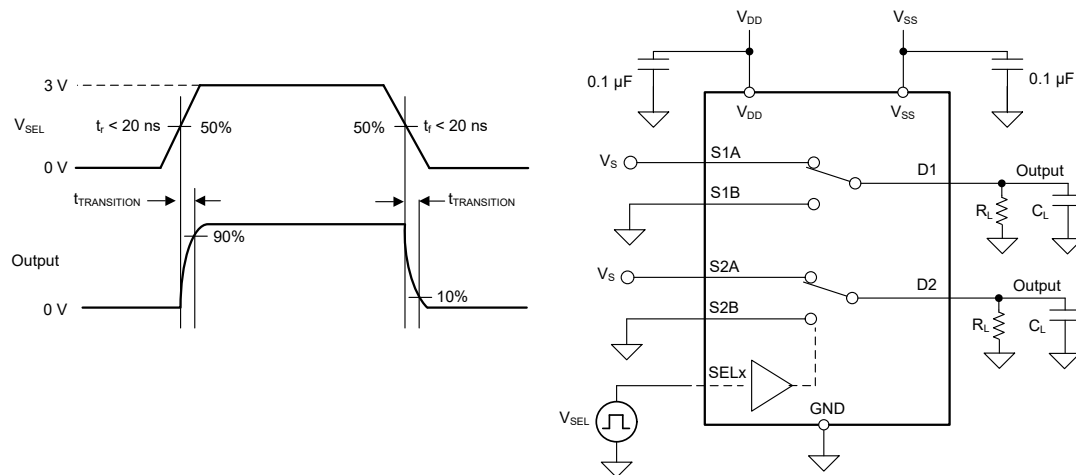 3 V
V_SEL
t_r < 20 ns
50%
50%
t_f < 20 ns
0 V
t_TRANSITION
t_TRANSITION
90%
Output
10%
0 V
V_DD
V_SS
0.1 µF
0.1 µF
V_DD
V_SS
V_S
S1A
D1
Output
S1B
R_L
C_L
V_S
S2A
D2
Output
S2B
R_L
C_L
SELx
V_SEL
GND